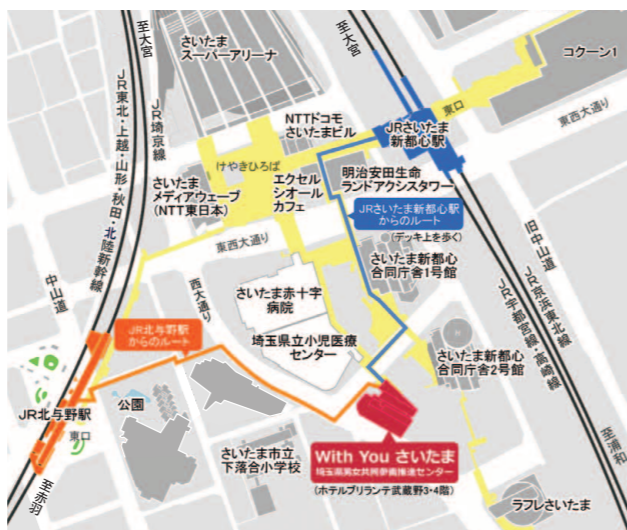 至大宮
さいたま
スーパーアリーナ
至大宮
コクーン1
JR東北・上越・山形・秋田・北陸新幹線
JR埼京線
NTTドコモ
さいたまビル
東口
JRさいたま
新都心駅
東西大通り
けやきひろば
さいたま
メディアウェーブ
(NTT東日本)
エクセル
シオール
カフェ
明治安田生命
ランドアクシスタワー
JRさいたま新都心駅
からのルート
(デッキ上を歩く)
東西大通り
中山道
西大通り
さいたま新都心
合同庁舎1号館
旧中山道
JR京浜東北線
JR宇都宮線・高崎線
さいたま赤十字
病院
JR北与野駅
からのルート
埼玉県立小児医療
センター
さいたま新都心
合同庁舎2号館
JR北与野駅
東口
公園
至赤羽
さいたま市立
下落合小学校
With You さいたま
埼玉県男女共同参画推進センター
(ホテルブリランテ武蔵野3・4階)
至浦和
ラフレさいたま